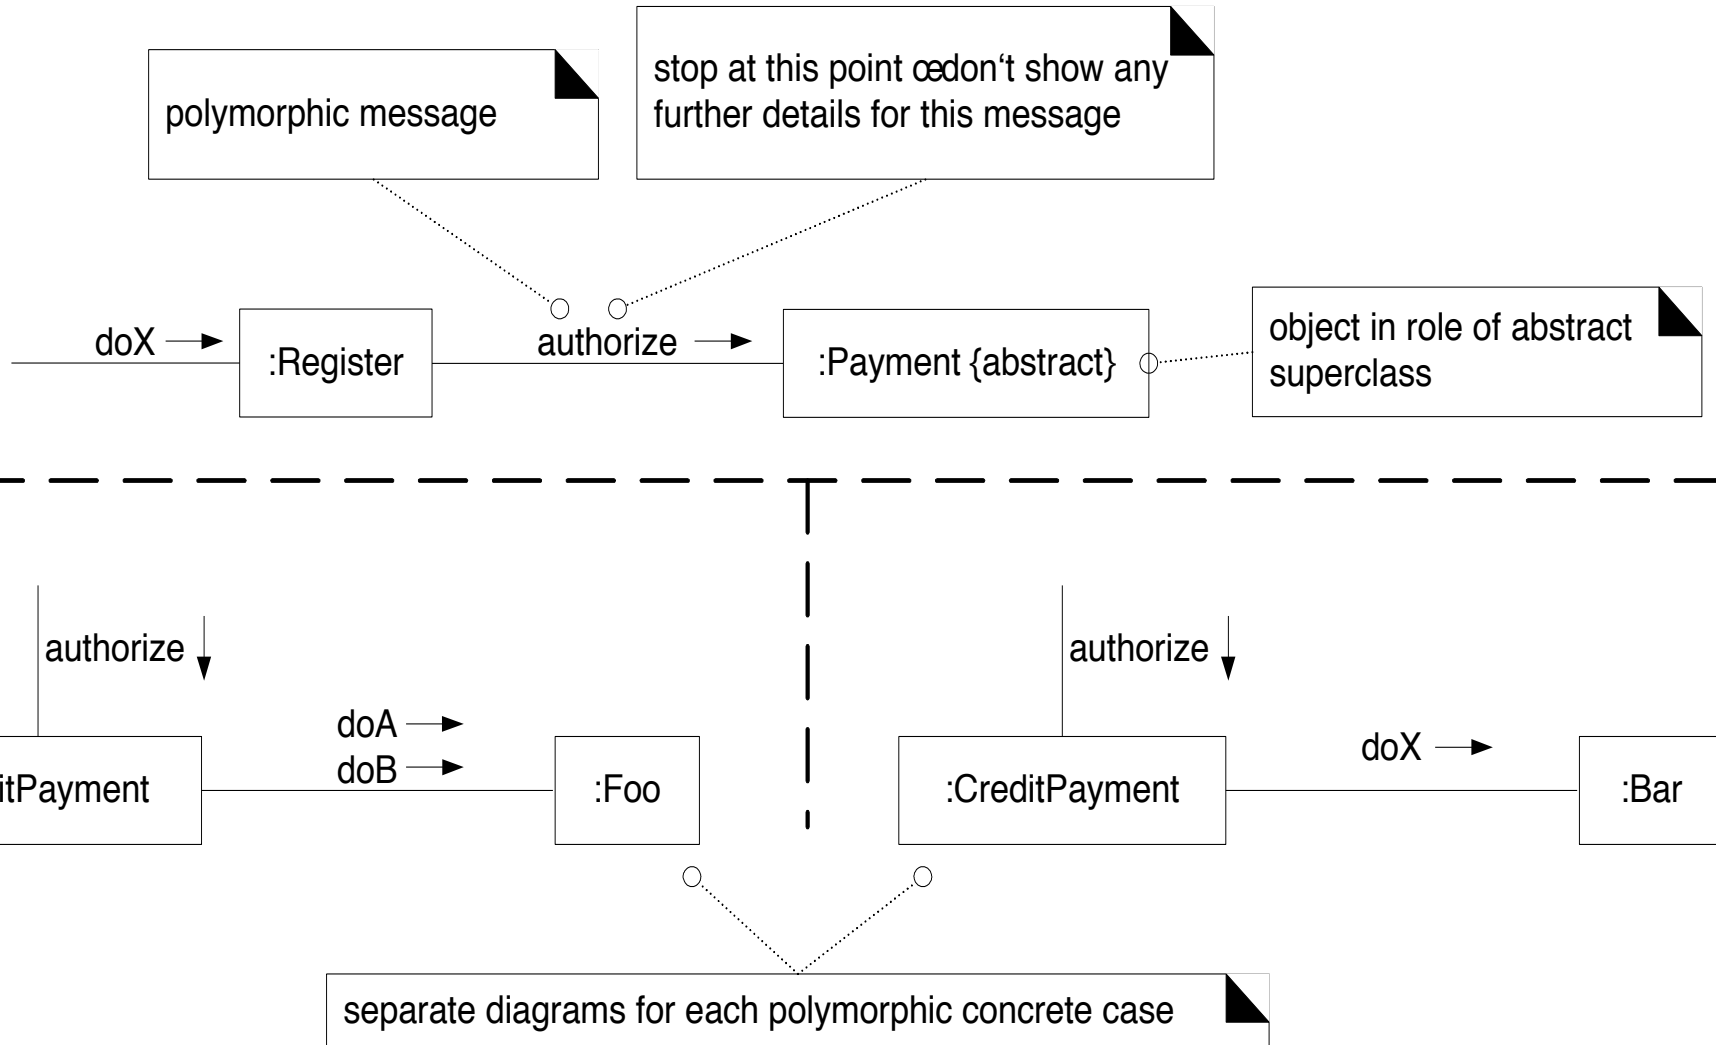 polymorphic message
stop at this point œdon‘t show any
further details for this message
doX
:Register
authorize
:Payment {abstract}
object in role of abstract
superclass
authorize
doA
doB
itPayment
:Foo
authorize
doX
:CreditPayment
:Bar
separate diagrams for each polymorphic concrete case